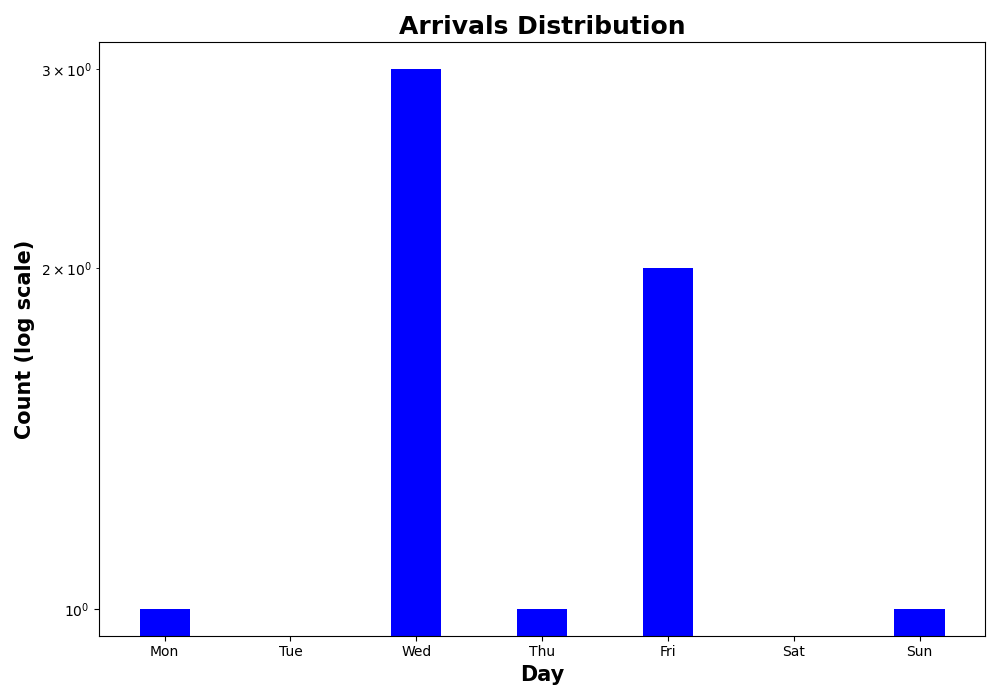 Arrivals Distribution
3 × 10⁰
2 × 10⁰
10⁰
Count (log scale)
Mon Tue Wed Thu Fri Sat Sun
Day